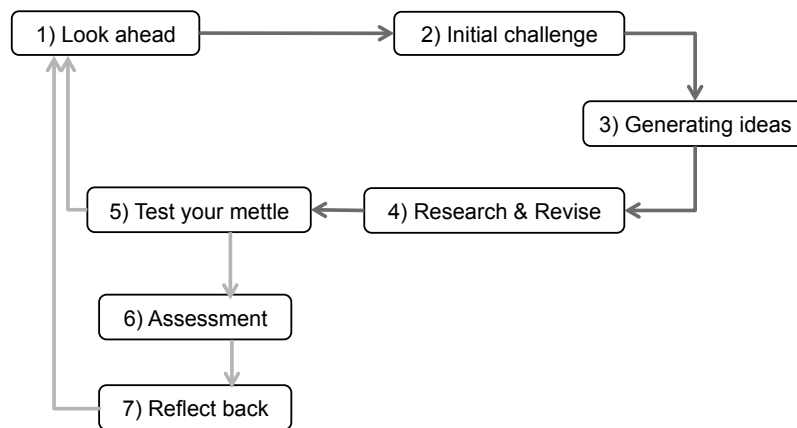 1) Look ahead
2) Initial challenge
3) Generating ideas
4) Research & Revise
5) Test your mettle
6) Assessment
7) Reflect back